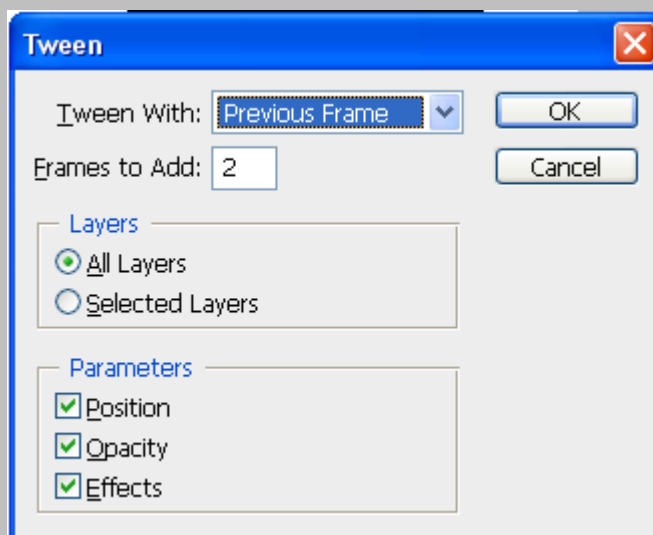 Tween
Tween With: Previous Frame OK
Frames to Add: 2 Cancel
Layers
All Layers
Selected Layers
Parameters
Position
Opacity
Effects